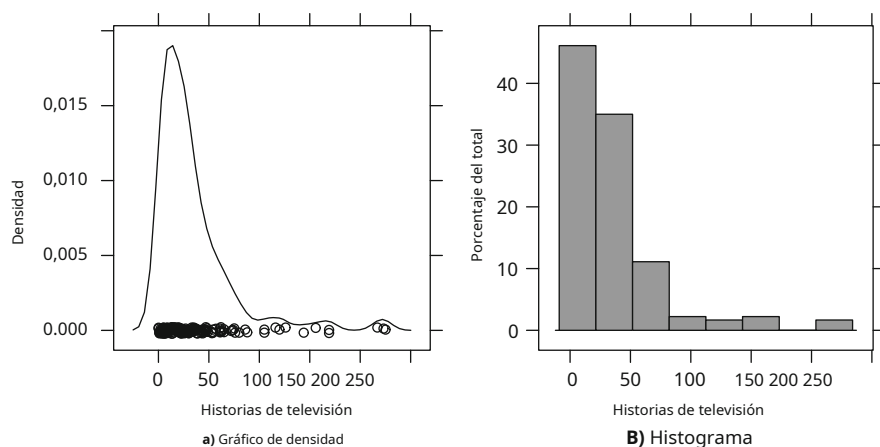 Densidad
0,015
0,010
0,005
0.000
0 50 100 150 200 250
Historias de televisión
a) Gráfico de densidad
Porcentaje del total
40
30
20
10
0
0 50 100 150 200 250
Historias de televisión
B) Histograma